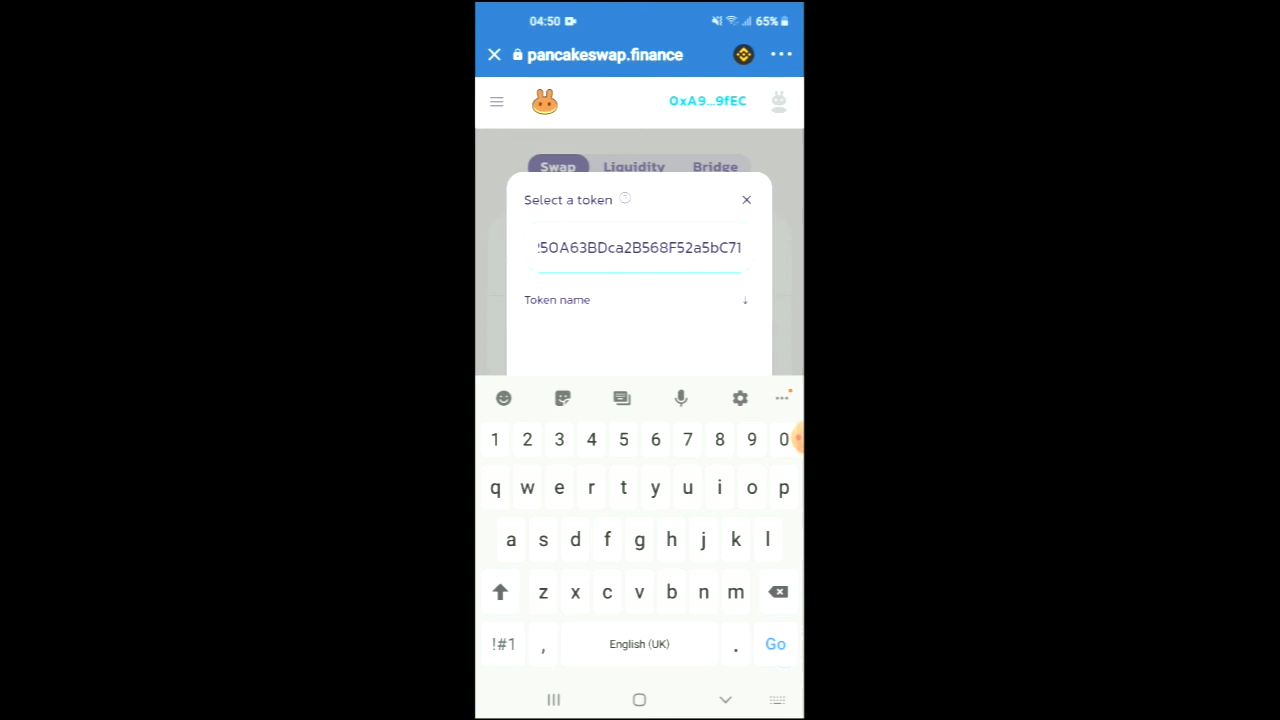 04:50 65%
pancakeswap.finance
0xA9...9fEC
Swap Liquidity Bridge
Select a token ?
250A63BDca2B568F52a5bC71
Token name ↓
1 2 3 4 5 6 7 8 9 0
q w e r t y u i o p
a s d f g h j k l
z x c v b n m
!#1 , English (UK) . Go